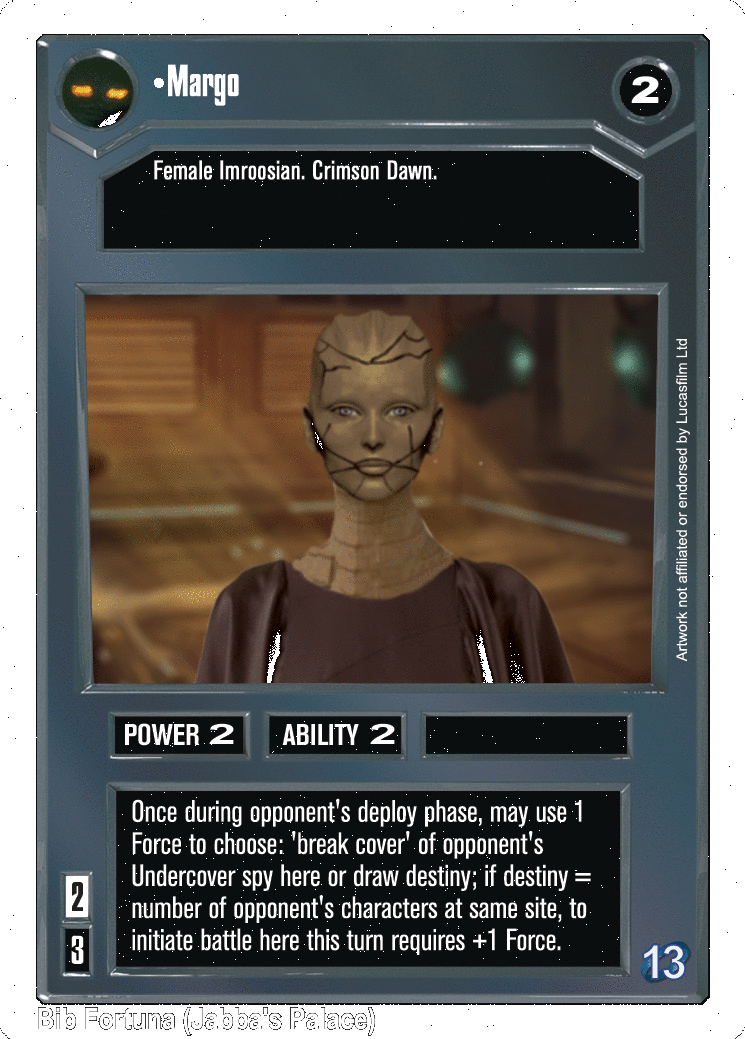 •Margo
2
Female Imroosian. Crimson Dawn.
Artwork not affiliated or endorsed by Lucasfilm Ltd
POWER 2
ABILITY 2
Once during opponent's deploy phase, may use 1
Force to choose: 'break cover' of opponent's
Undercover spy here or draw destiny; if destiny =
number of opponent's characters at same site, to
initiate battle here this turn requires +1 Force.
2
3
13
Bib Fortuna (Jabba's Palace)